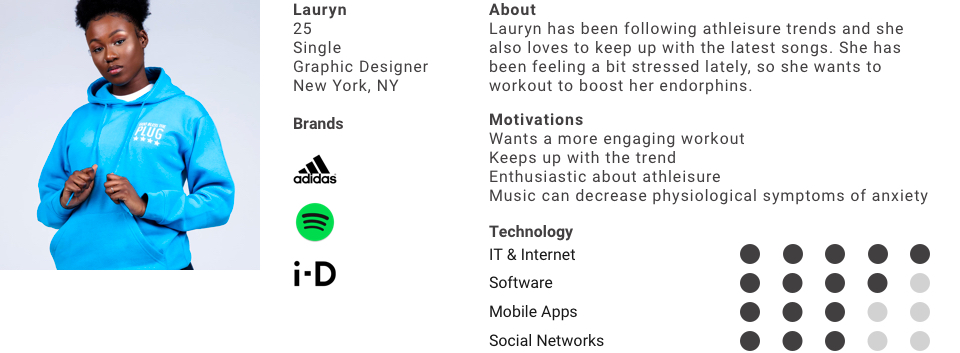 Lauryn
25
Single
Graphic Designer
New York, NY
Brands
adidas
i-D
PLUG
About
Lauryn has been following athleisure trends and she
also loves to keep up with the latest songs. She has
been feeling a bit stressed lately, so she wants to
workout to boost her endorphins.
Motivations
Wants a more engaging workout
Keeps up with the trend
Enthusiastic about athleisure
Music can decrease physiological symptoms of anxiety
Technology
IT & Internet
Software
Mobile Apps
Social Networks